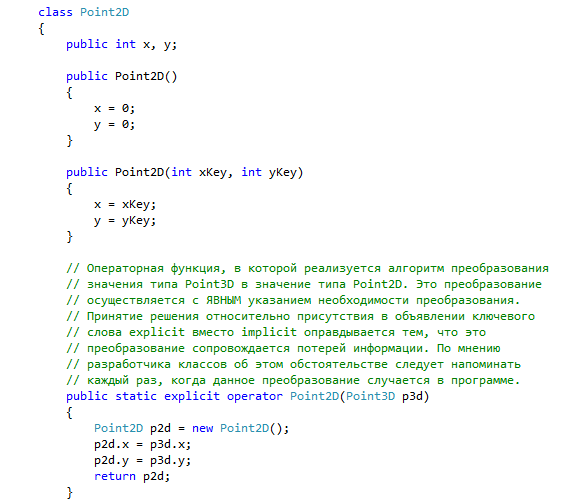 class Point2D
{
public int x, y;
public Point2D()
{
x = 0;
y = 0;
}
public Point2D(int xKey, int yKey)
{
x = xKey;
y = yKey;
}
// Операторная функция, в которой реализуется алгоритм преобразования
// значения типа Point3D в значение типа Point2D. Это преобразование
// осуществляется с ЯВНЫМ указанием необходимости преобразования.
// Принятие решения относительно присутствия в объявлении ключевого
// слова explicit вместо implicit оправдывается тем, что это
// преобразование сопровождается потерей информации. По мнению
// разработчика классов об этом обстоятельстве следует напоминать
// каждый раз, когда данное преобразование случается в программе.
public static explicit operator Point2D(Point3D p3d)
{
Point2D p2d = new Point2D();
p2d.x = p3d.x;
p2d.y = p3d.y;
return p2d;
}